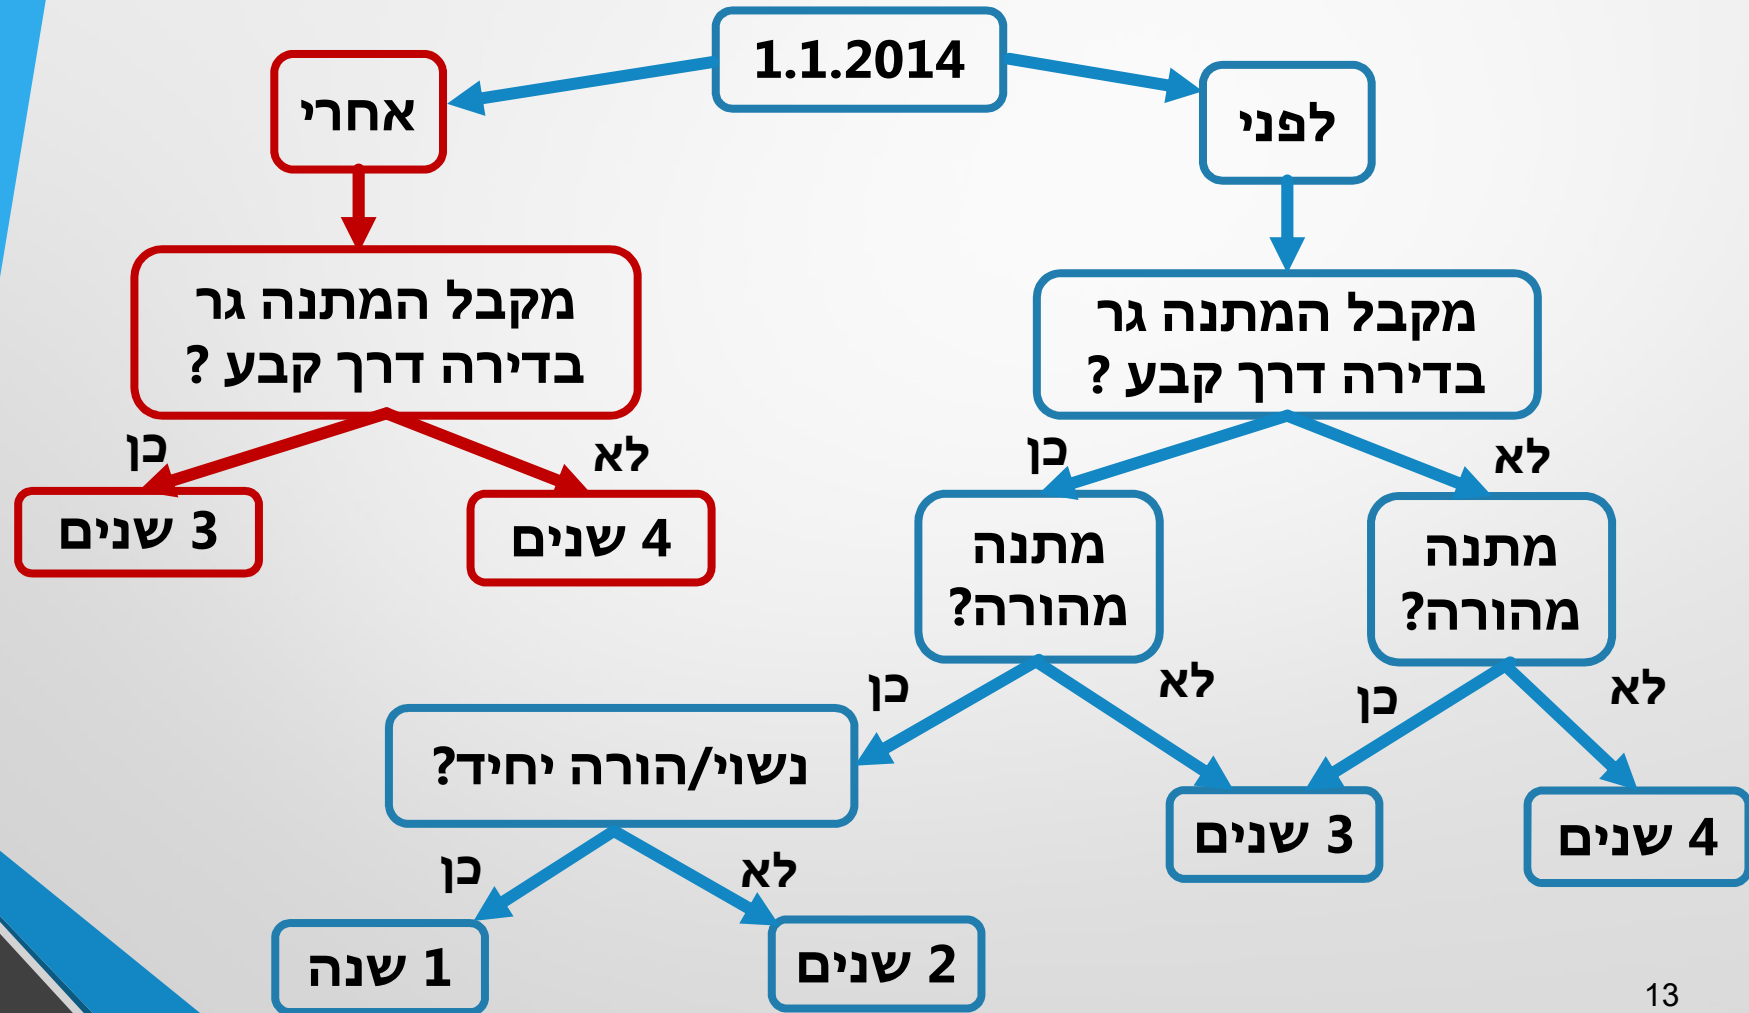 1.1.2014
לפני
אחרי
מקבל המתנה גר
בדירה דרך קבע ?
מקבל המתנה גר
בדירה דרך קבע ?
לא
כן
לא
כן
מתנה
מהורה?
מתנה
מהורה?
4 שנים
3 שנים
לא
כן
לא
כן
נשוי/הורה יחיד?
4 שנים
3 שנים
לא
כן
2 שנים
1 שנה
13